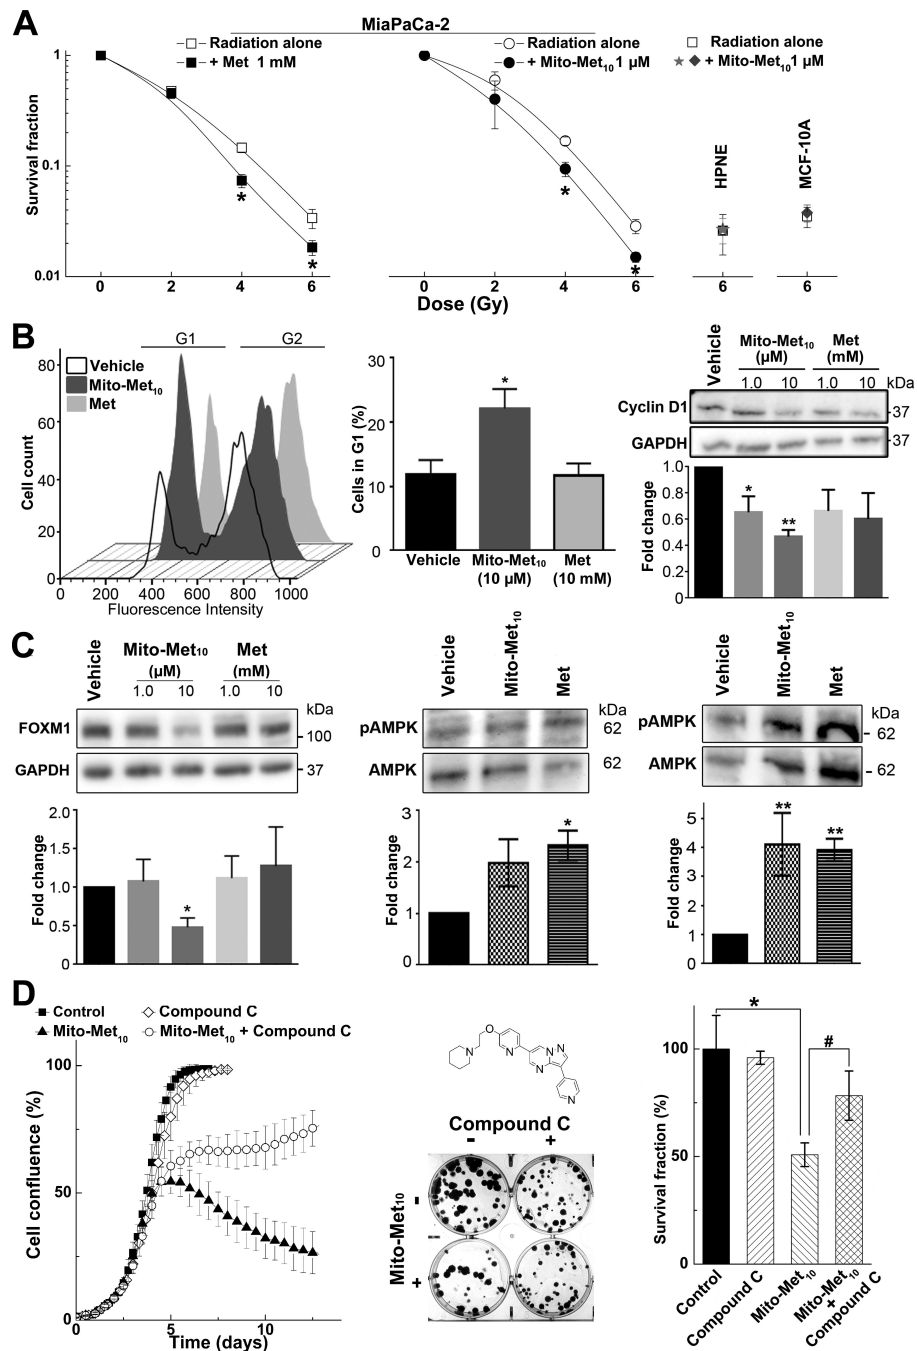 A
MiaPaCa-2
Radiation alone
+ Met 1 mM
Radiation alone
+ Mito-Met10 1 µM
Radiation alone
+ Mito-Met10 1 µM
Survival fraction
1
0.1
0.01
* *
* *
HPNE
MCF-10A
0 2 4 6
0 2 4 6
6 6
Dose (Gy)
B
G1 G2
Vehicle
Mito-Met10
Met
Cell count
80
60
40
20
0
0 200 400 600 800 1000
Fluorescence Intensity
Cells in G1 (%)
30
20
10
0
*
Vehicle
Mito-Met10
(10 µM)
Met
(10 mM)
Vehicle
Mito-Met10
(µM)
Met
(mM)
1.0 10 1.0 10
kDa
Cyclin D1
37
GAPDH
37
Fold change
1.0
0.8
0.6
0.4
0.2
0
* **
C
Vehicle
Mito-Met10
(µM)
Met
(mM)
1.0 10 1.0 10
kDa
FOXM1
100
GAPDH
37
Fold change
2.0
1.5
1.0
0.5
0
*
Vehicle
Mito-Met10
Met
kDa
pAMPK
62
AMPK
62
Fold change
3
2
1
0
*
Vehicle
Mito-Met10
Met
kDa
pAMPK
62
AMPK
62
Fold change
5
4
3
2
1
0
** **
D
Control
Compound C
Mito-Met10
Mito-Met10 + Compound C
Cell confluence (%)
100
50
0
0 5 10
Time (days)
N
O
N
N
N
N
N
N
Compound C
- +
Mito-Met10
-
+
Survival fraction (%)
100
50
0
*
#
Control
Compound C
Mito-Met10
Mito-Met10
+
Compound C